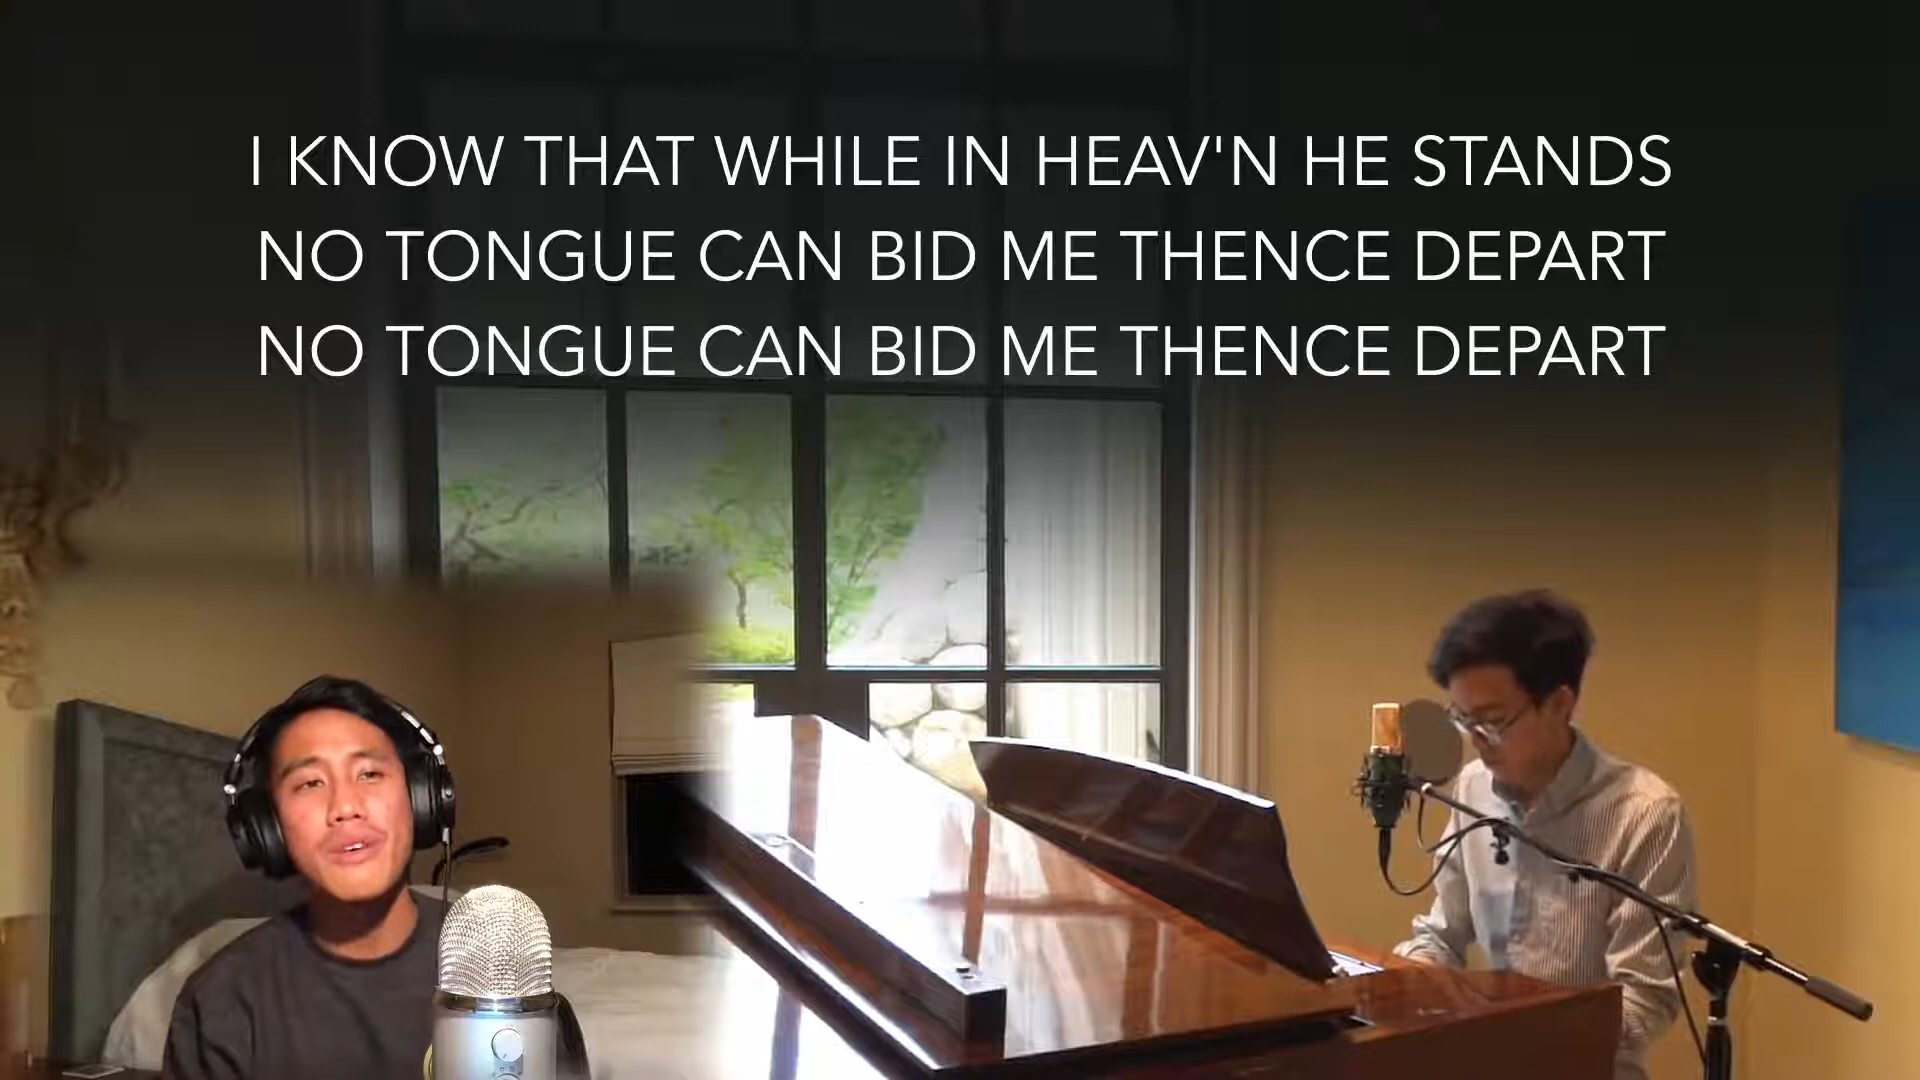 I KNOW THAT WHILE IN HEAV'N HE STANDS
NO TONGUE CAN BID ME THENCE DEPART
NO TONGUE CAN BID ME THENCE DEPART